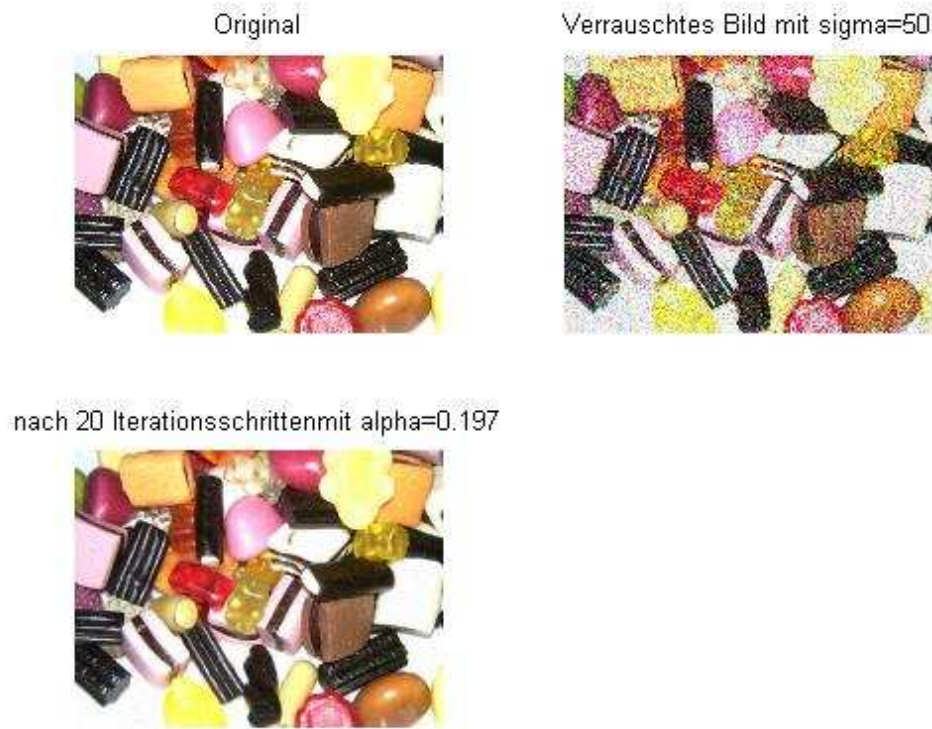 Original
Verrauschtes Bild mit sigma=50
nach 20 Iterationsschrittenmit alpha=0.197